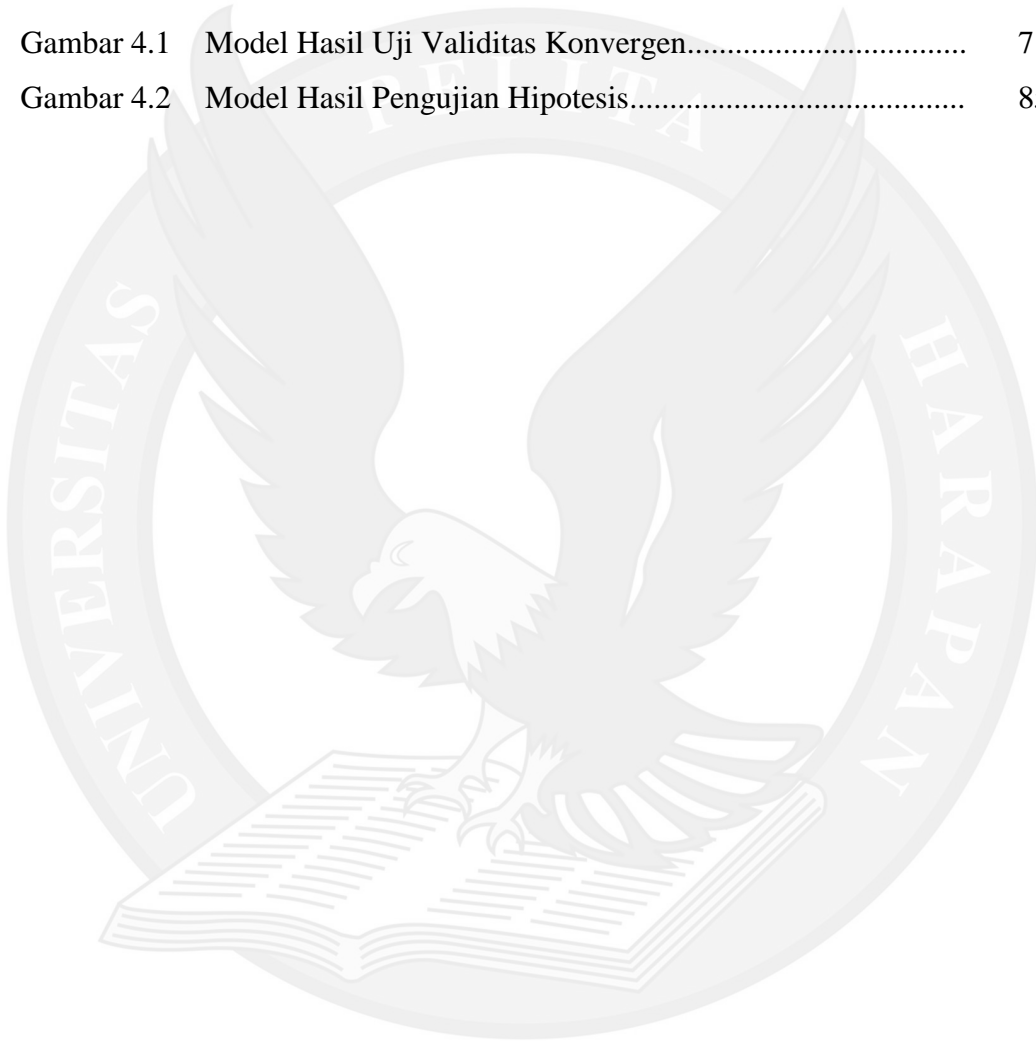 Gambar 4.1 Model Hasil Uji Validitas Konvergen.................................. 7
Gambar 4.2 Model Hasil Pengujian Hipotesis......................................... 8
UNIVERSITAS PELITA HARAPAN